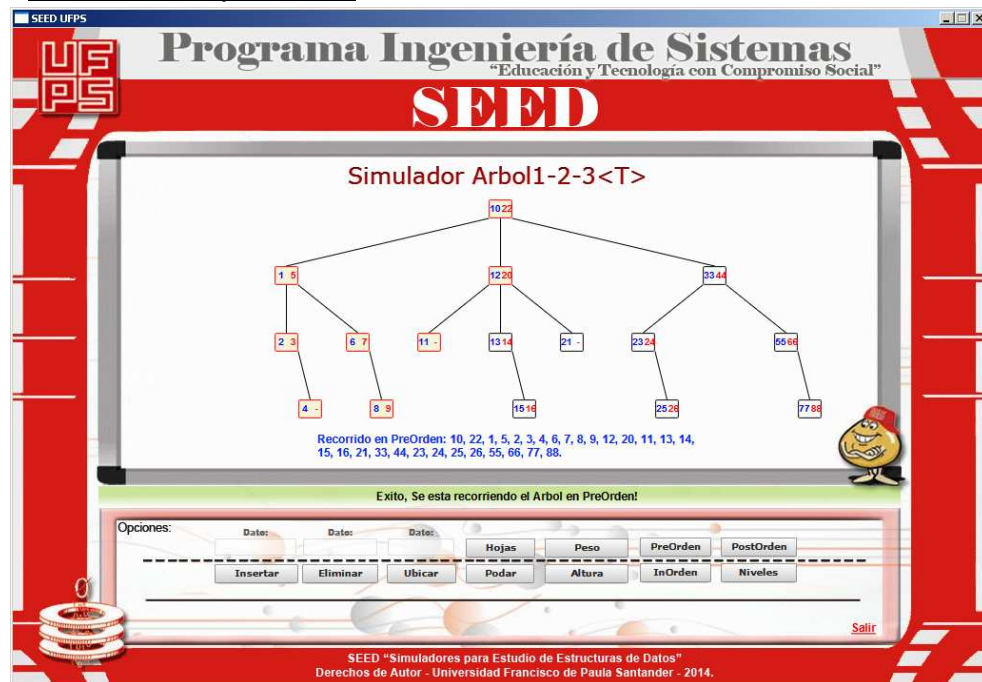 SEED UFPS
UF
PS
Programa Ingeniería de Sistemas
“Educación y Tecnología con Compromiso Social”
SEED
Simulador Arbol1-2-3<T>
10 22
1 5
12 20
33 44
2 3
6 7
11 -
13 14
21 -
23 24
55 66
4 -
8 9
15 16
25 26
77 88
Recorrido en PreOrden: 10, 22, 1, 5, 2, 3, 4, 6, 7, 8, 9, 12, 20, 11, 13, 14,
15, 16, 21, 33, 44, 23, 24, 25, 26, 55, 66, 77, 88.
Exito, Se esta recorriendo el Arbol en PreOrden!
Opciones:
Dato: Dato: Dato:
Hojas Peso PreOrden PostOrden
Insertar Eliminar Ubicar Podar Altura InOrden Niveles
Salir
SEED “Simuladores para Estudio de Estructuras de Datos”
Derechos de Autor - Universidad Francisco de Paula Santander - 2014.